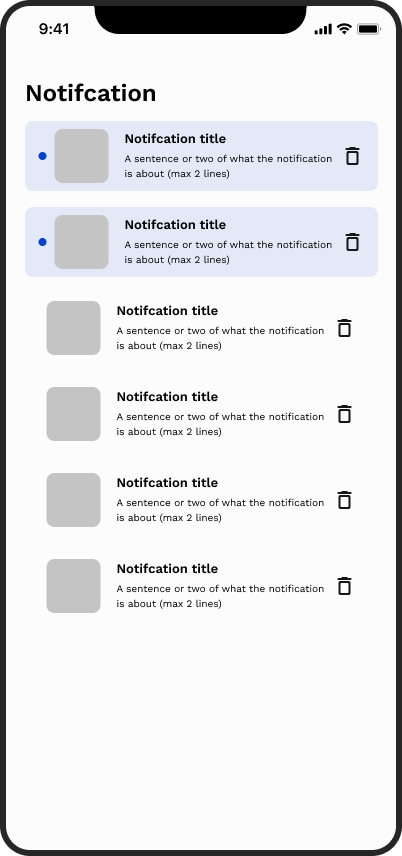 9:41
Notifcation
Notifcation title
A sentence or two of what the notification
is about (max 2 lines)
Notifcation title
A sentence or two of what the notification
is about (max 2 lines)
Notifcation title
A sentence or two of what the notification
is about (max 2 lines)
Notifcation title
A sentence or two of what the notification
is about (max 2 lines)
Notifcation title
A sentence or two of what the notification
is about (max 2 lines)
Notifcation title
A sentence or two of what the notification
is about (max 2 lines)